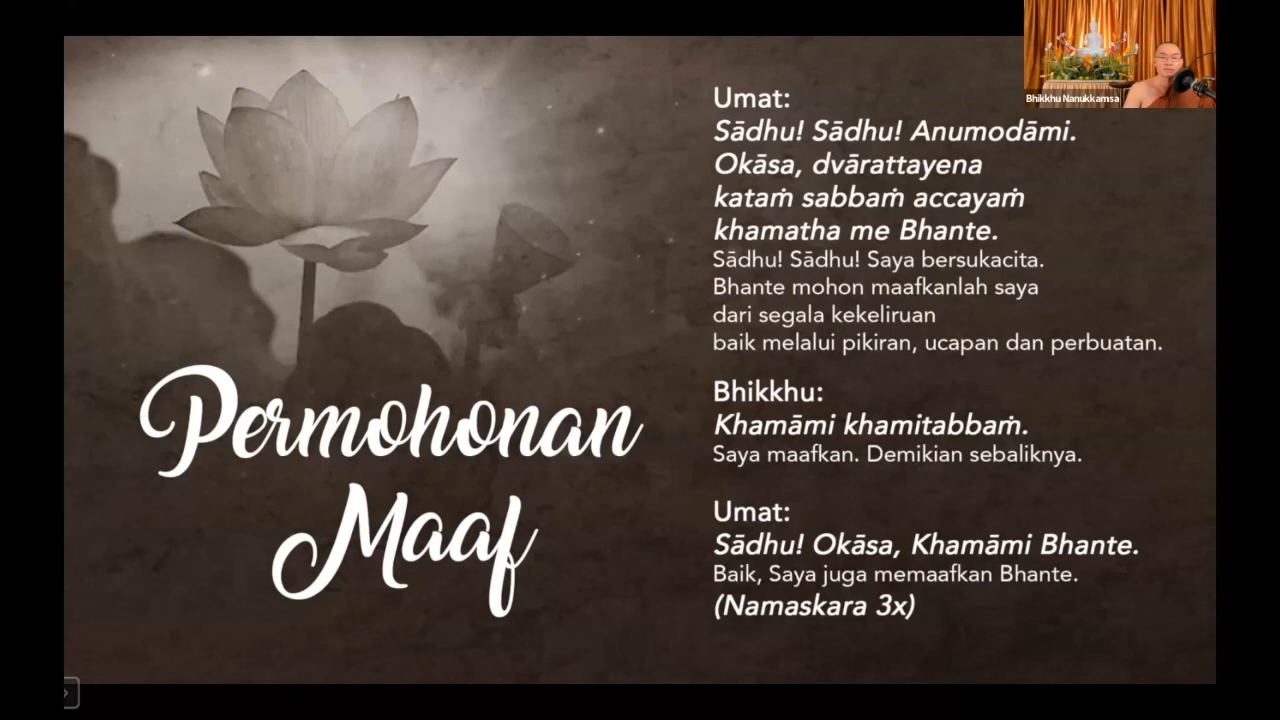 Bhikkhu Nanukkamsa
Permohonan
Maaf
Umat:
Sādhu! Sādhu! Anumodāmi.
Okāsa, dvārattayena
kataṁ sabbaṁ accayaṁ
khamatha me Bhante.
Sādhu! Sādhu! Saya bersukacita.
Bhante mohon maafkanlah saya
dari segala kekeliruan
baik melalui pikiran, ucapan dan perbuatan.
Bhikkhu:
Khamāmi khamitabbaṁ.
Saya maafkan. Demikian sebaliknya.
Umat:
Sādhu! Okāsa, Khamāmi Bhante.
Baik, Saya juga memaafkan Bhante.
(Namaskara 3x)